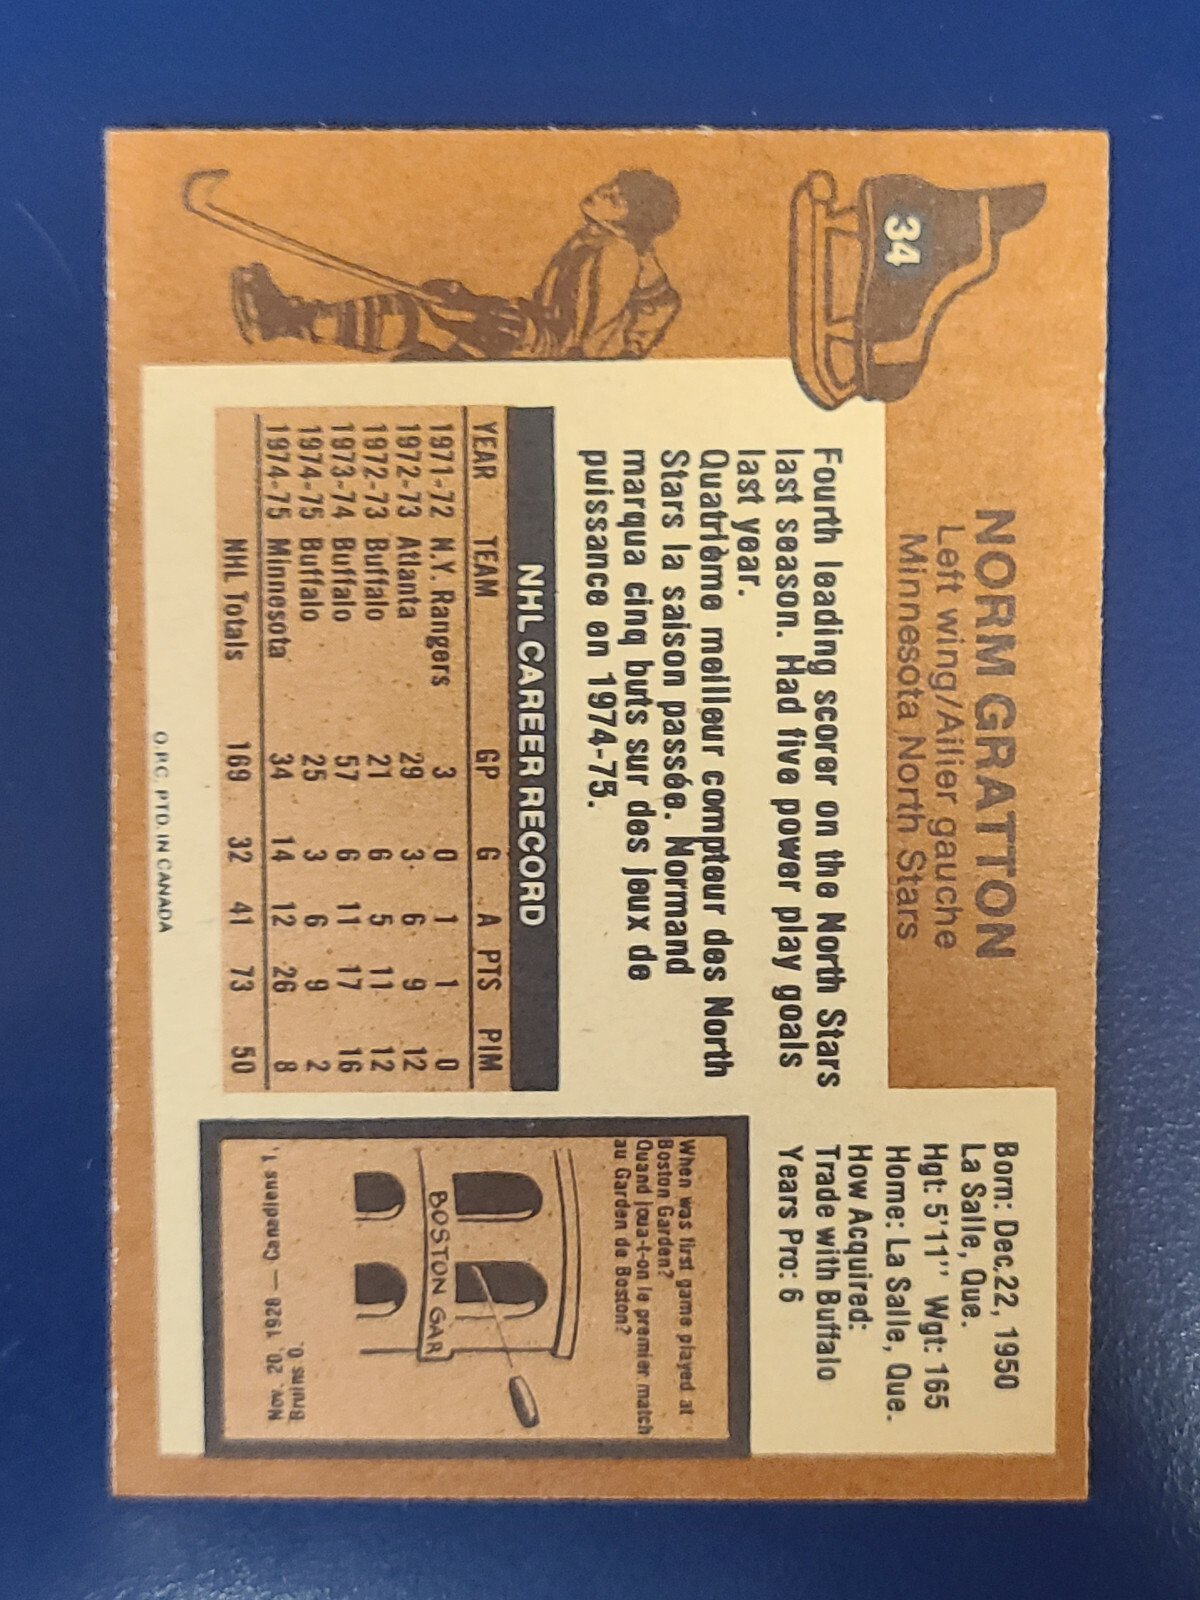 34
NORM GRATTON
Left wing/Ailier gauche
Minnesota North Stars
Born: Dec.22, 1950
La Salle, Que.
Hgt: 5'11" Wgt: 165
Home: La Salle, Que.
How Acquired:
Trade with Buffalo
Years Pro: 6
Fourth leading scorer on the North Stars
last season. Had five power play goals
last year.
Quatrième meilleur compteur des North
Stars la saison passée. Normand
marqua cinq buts sur des jeux de
puissance en 1974-75.
NHL CAREER RECORD
YEAR TEAM GP G A PTS PIM
1971-72 N.Y. Rangers 3 0 1 1 0
1972-73 Atlanta 29 3 6 9 12
1972-73 Buffalo 21 6 5 11 12
1973-74 Buffalo 57 6 11 17 16
1974-75 Buffalo 25 3 6 9 2
1974-75 Minnesota 34 14 12 26 8
NHL Totals 169 32 41 73 50
When was first game played at
Boston Garden?
Quand joua-t-on le premier match
au Garden de Boston?
BOSTON GAR
Nov. 20, 1928 — Canadiens 1,
Bruins 0.
O.P.C. PTD. IN CANADA